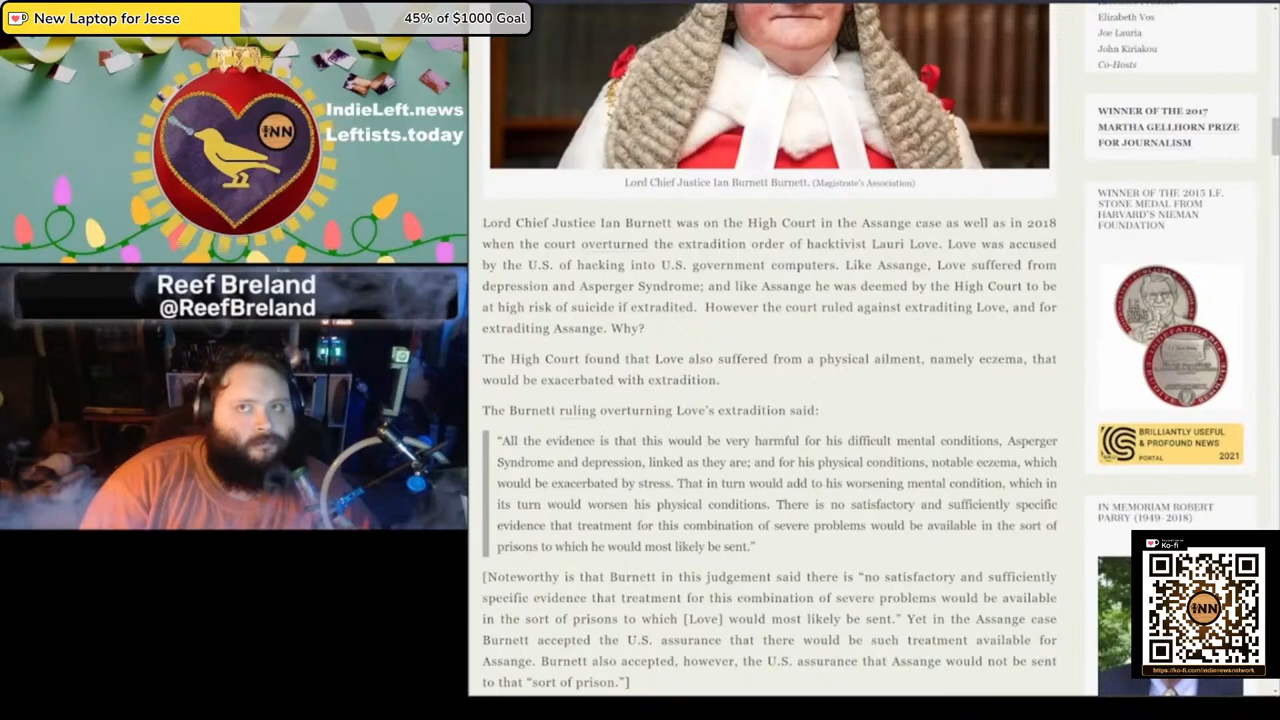 New Laptop for Jesse
45% of $1000 Goal
IndieLeft.news
Leftists.today
iNN
Reef Breland
@ReefBreland
Lord Chief Justice Ian Burnett Burnett. (Magistrate's Association)
Lord Chief Justice Ian Burnett was on the High Court in the Assange case as well as in 2018
when the court overturned the extradition order of hacktivist Lauri Love. Love was accused
by the U.S. of hacking into U.S. government computers. Like Assange, Love suffered from
depression and Asperger Syndrome; and like Assange he was deemed by the High Court to be
at high risk of suicide if extradited.  However the court ruled against extraditing Love, and for
extraditing Assange. Why?
The High Court found that Love also suffered from a physical ailment, namely eczema, that
would be exacerbated with extradition.
The Burnett ruling overturning Love's extradition said:
“All the evidence is that this would be very harmful for his difficult mental conditions, Asperger
Syndrome and depression, linked as they are; and for his physical conditions, notable eczema, which
would be exacerbated by stress. That in turn would add to his worsening mental condition, which in
its turn would worsen his physical conditions. There is no satisfactory and sufficiently specific
evidence that treatment for this combination of severe problems would be available in the sort of
prisons to which he would most likely be sent.”
[Noteworthy is that Burnett in this judgement said there is “no satisfactory and sufficiently
specific evidence that treatment for this combination of severe problems would be available
in the sort of prisons to which [Love] would most likely be sent.” Yet in the Assange case
Burnett accepted the U.S. assurance that there would be such treatment available for
Assange. Burnett also accepted, however, the U.S. assurance that Assange would not be sent
to that “sort of prison.”]
Elizabeth Vos
Joe Lauria
John Kiriakou
Co-Hosts
WINNER OF THE 2017
MARTHA GELLHORN PRIZE
FOR JOURNALISM
WINNER OF THE 2015 I.F.
STONE MEDAL FROM
HARVARD'S NIEMAN
FOUNDATION
BRILLIANTLY USEFUL
& PROFOUND NEWS
PORTAL
2021
IN MEMORIAM ROBERT
PARRY (1949-2018)
Ko-fi
iNN
https://ko-fi.com/indienewsnetwork